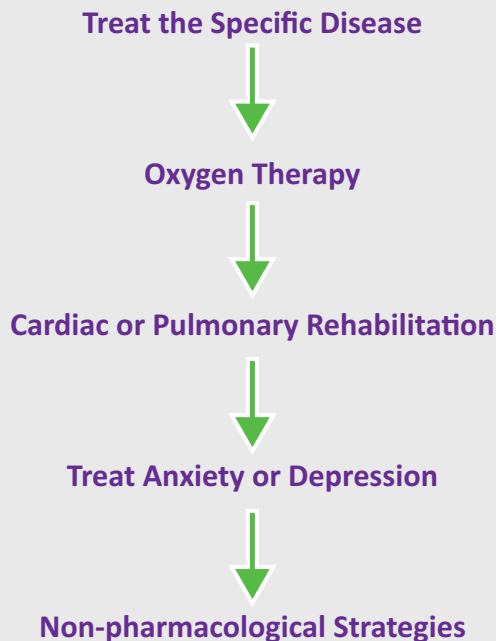 Treat the Specific Disease
Oxygen Therapy
Cardiac or Pulmonary Rehabilitation
Treat Anxiety or Depression
Non-pharmacological Strategies